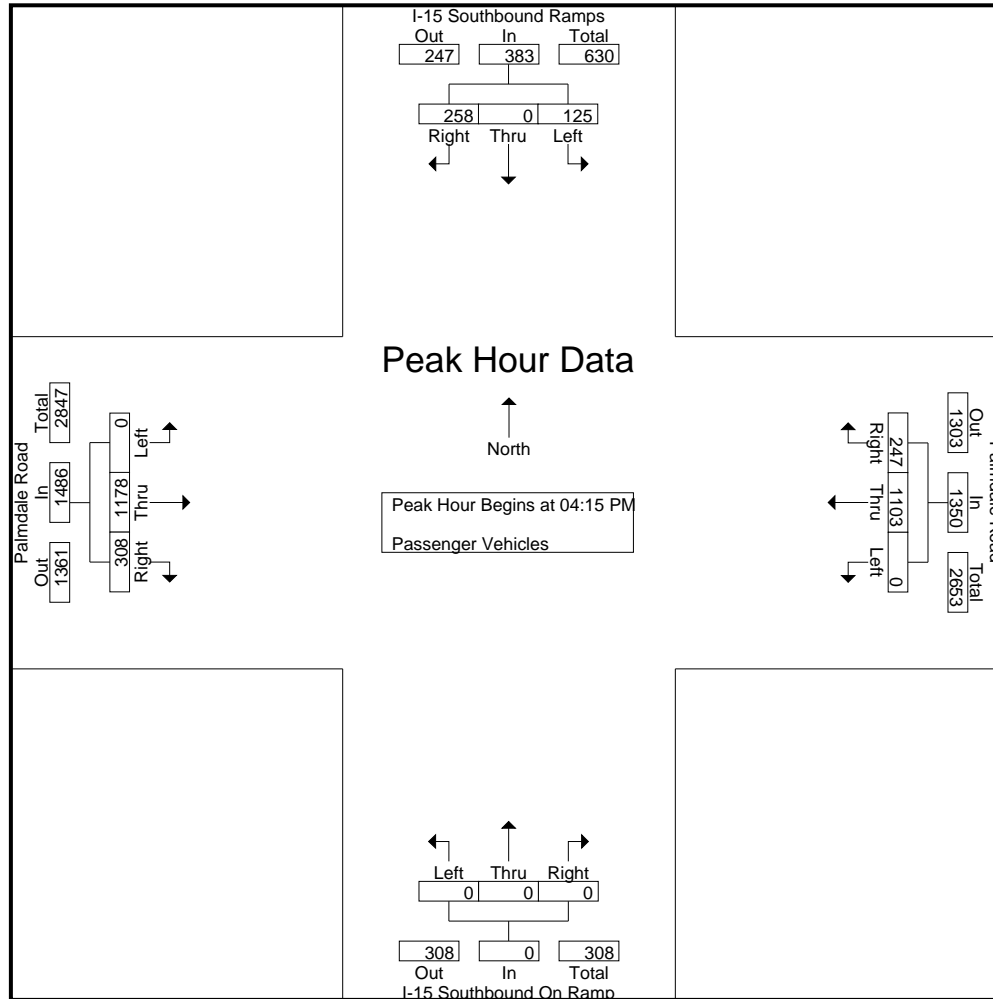 I-15 Southbound Ramps
Out In Total
247 383 630
258 0 125
Right Thru Left
Peak Hour Data
North
Peak Hour Begins at 04:15 PM
Passenger Vehicles
Palmdale Road
Total In Out
2847 1486 1361
0 1178 308
Left Thru Right
Palmdale Road
Out In Total
1303 1350 2653
247 1103 0
Right Thru Left
Left Thru Right
0 0 0
308 0 308
Out In Total
I-15 Southbound On Ramp